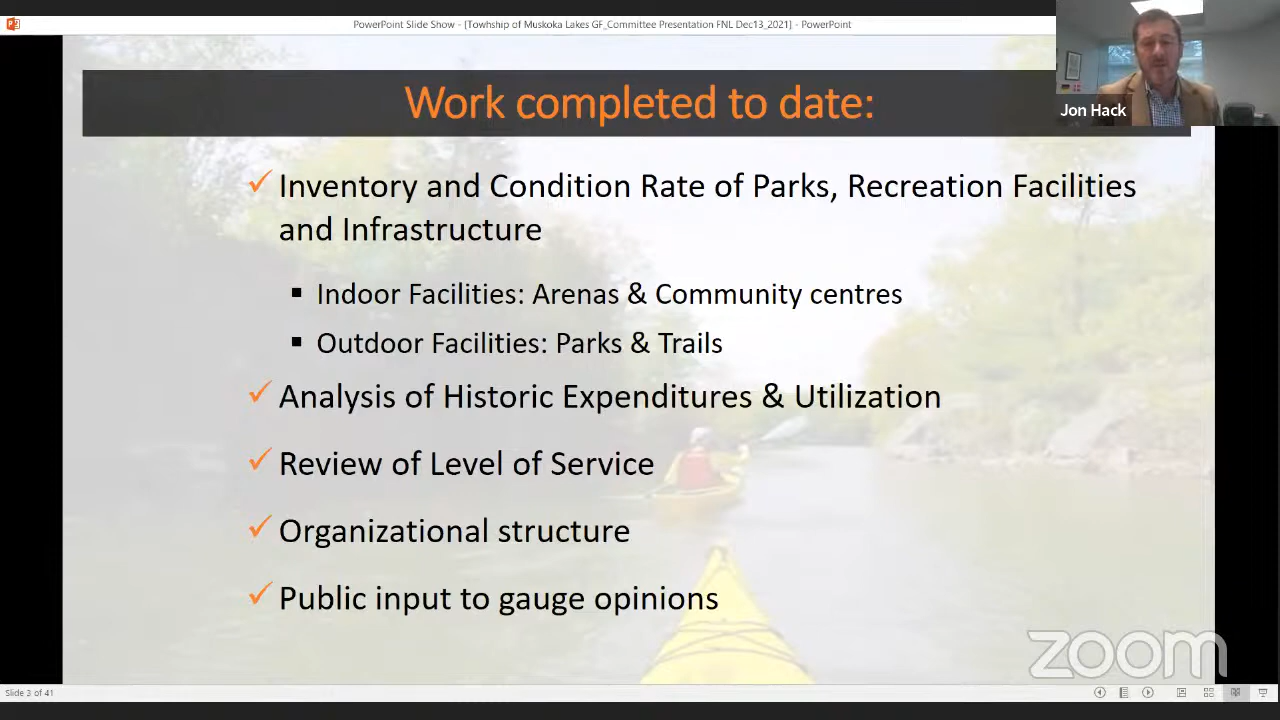 PowerPoint Slide Show - [Towhship of Muskoka Lakes GF_Committee Presentation FNL Dec13_2021] - PowerPoint
Jon Hack
Work completed to date:
✓ Inventory and Condition Rate of Parks, Recreation Facilities
and Infrastructure
▪ Indoor Facilities: Arenas & Community centres
▪ Outdoor Facilities: Parks & Trails
✓ Analysis of Historic Expenditures & Utilization
✓ Review of Level of Service
✓ Organizational structure
✓ Public input to gauge opinions
zoom
Slide 3 of 41